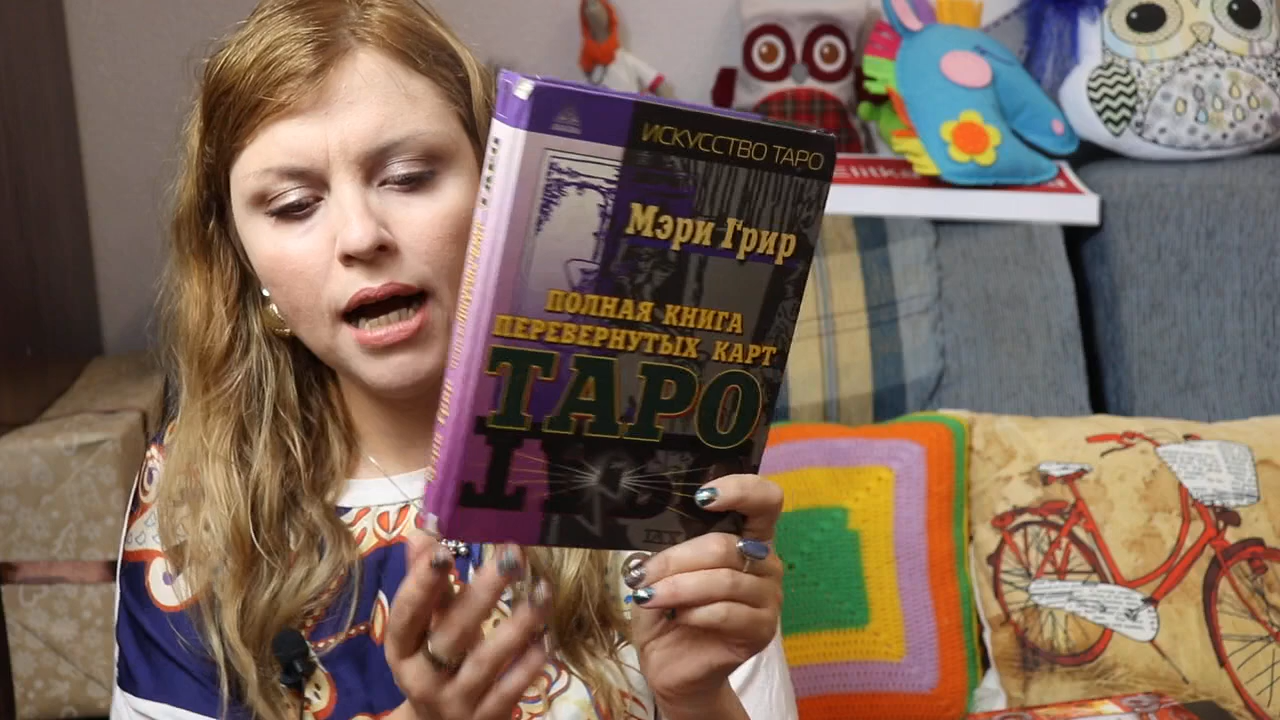 ИСКУССТВО ТАРО
Мэри Грир
ПОЛНАЯ КНИГА
ПЕРЕВЕРНУТЫХ КАРТ
ТАРО